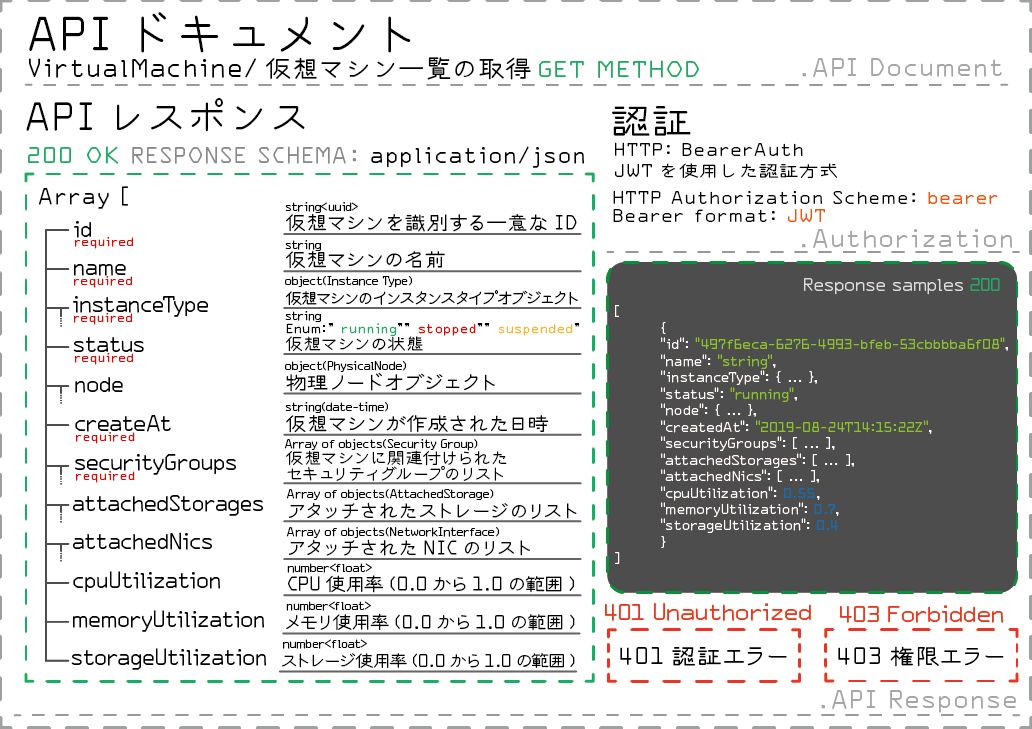 API ドキュメント
VirtualMachine/ 仮想マシン一覧の取得 GET METHOD
.API Document
API レスポンス
200 OK RESPONSE SCHEMA: application/json
Array [
id
required
string<uuid>
仮想マシンを識別する一意な ID
name
required
string
仮想マシンの名前
instanceType
required
object(Instance Type)
仮想マシンのインスタンスタイプオブジェクト
status
required
string
Enum:" running"" stopped"" suspended"
仮想マシンの状態
node
object(PhysicalNode)
物理ノードオブジェクト
createAt
required
string(date-time)
仮想マシンが作成された日時
securityGroups
required
Array of objects(Security Group)
仮想マシンに関連付けられた
セキュリティグループのリスト
attachedStorages
Array of objects(AttachedStorage)
アタッチされたストレージのリスト
attachedNics
Array of objects(NetworkInterface)
アタッチされた NIC のリスト
cpuUtilization
number<float>
CPU 使用率 (0.0 から 1.0 の範囲 )
memoryUtilization
number<float>
メモリ使用率 (0.0 から 1.0 の範囲 )
storageUtilization
number<float>
ストレージ使用率 (0.0 から 1.0 の範囲 )
認証
HTTP: BearerAuth
JWT を使用した認証方式
HTTP Authorization Scheme: bearer
Bearer format: JWT
.Authorization
Response samples 200
[
{
"id": "497f6eca-6276-4993-bfeb-53cbbbba6f08",
"name": "string",
"instanceType": { ... },
"status": "running",
"node": { ... },
"createdAt": "2019-08-24T14:15:22Z",
"securityGroups": [ ... ],
"attachedStorages": [ ... ],
"attachedNics": [ ... ],
"cpuUtilization": 0.55,
"memoryUtilization": 0.7,
"storageUtilization": 0.4
}
]
401 Unauthorized
401 認証エラー
403 Forbidden
403 権限エラー
.API Response